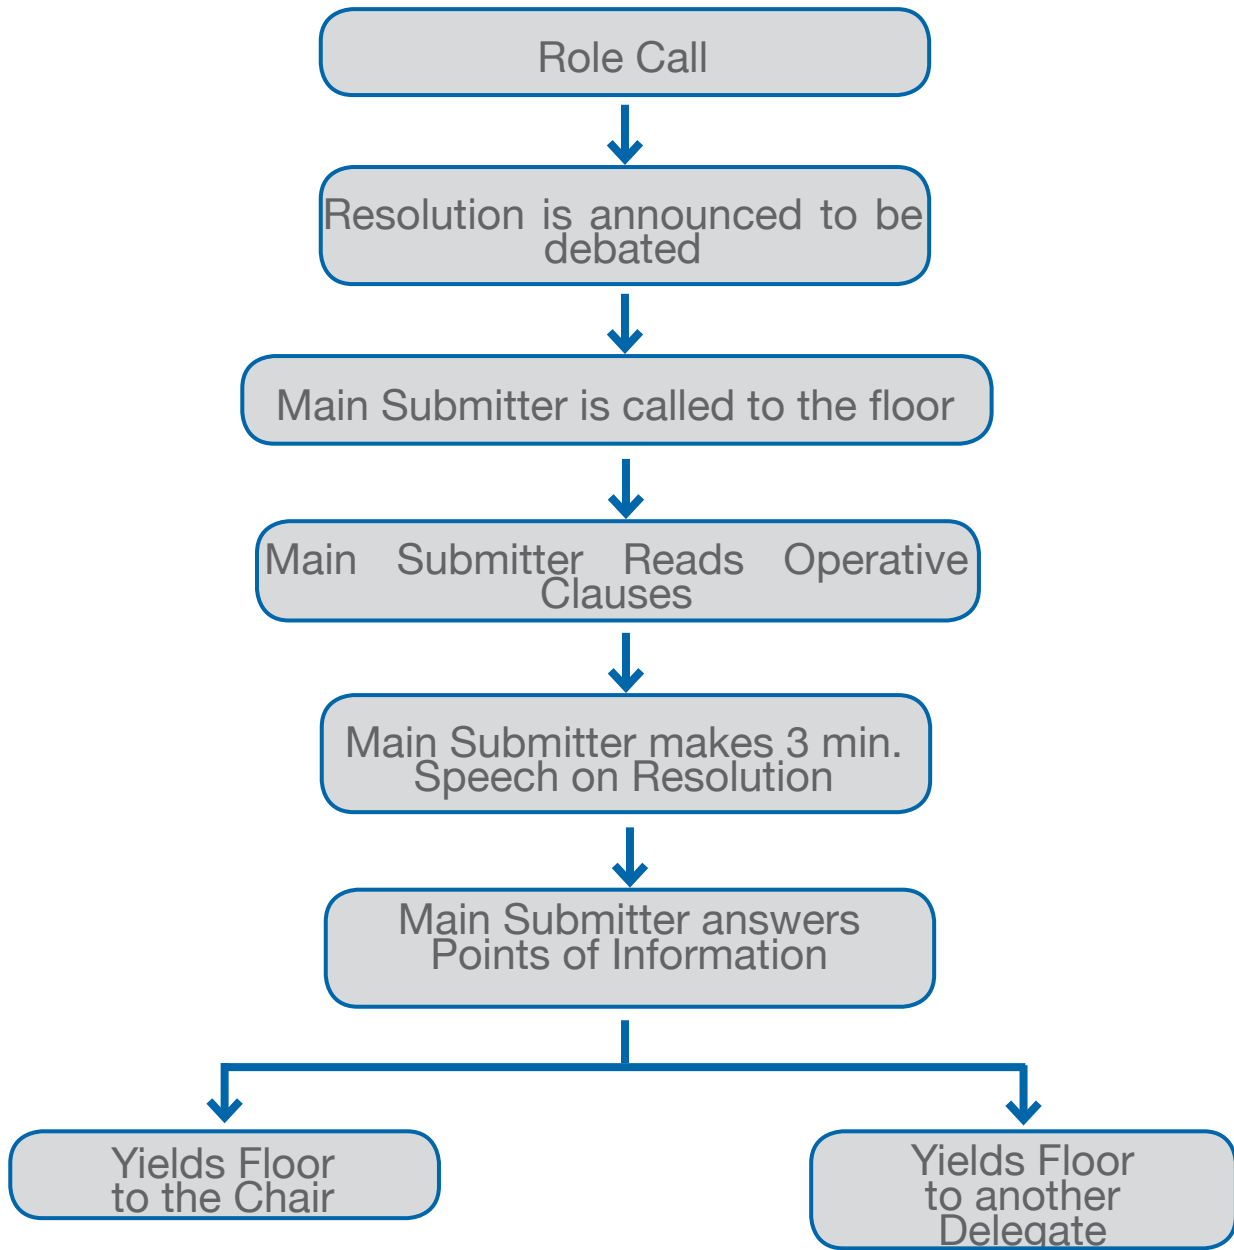 Role Call
Resolution is announced to be
debated
Main Submitter is called to the floor
Main Submitter Reads Operative
Clauses
Main Submitter makes 3 min.
Speech on Resolution
Main Submitter answers
Points of Information
Yields Floor
to the Chair
Yields Floor
to another
Delegate